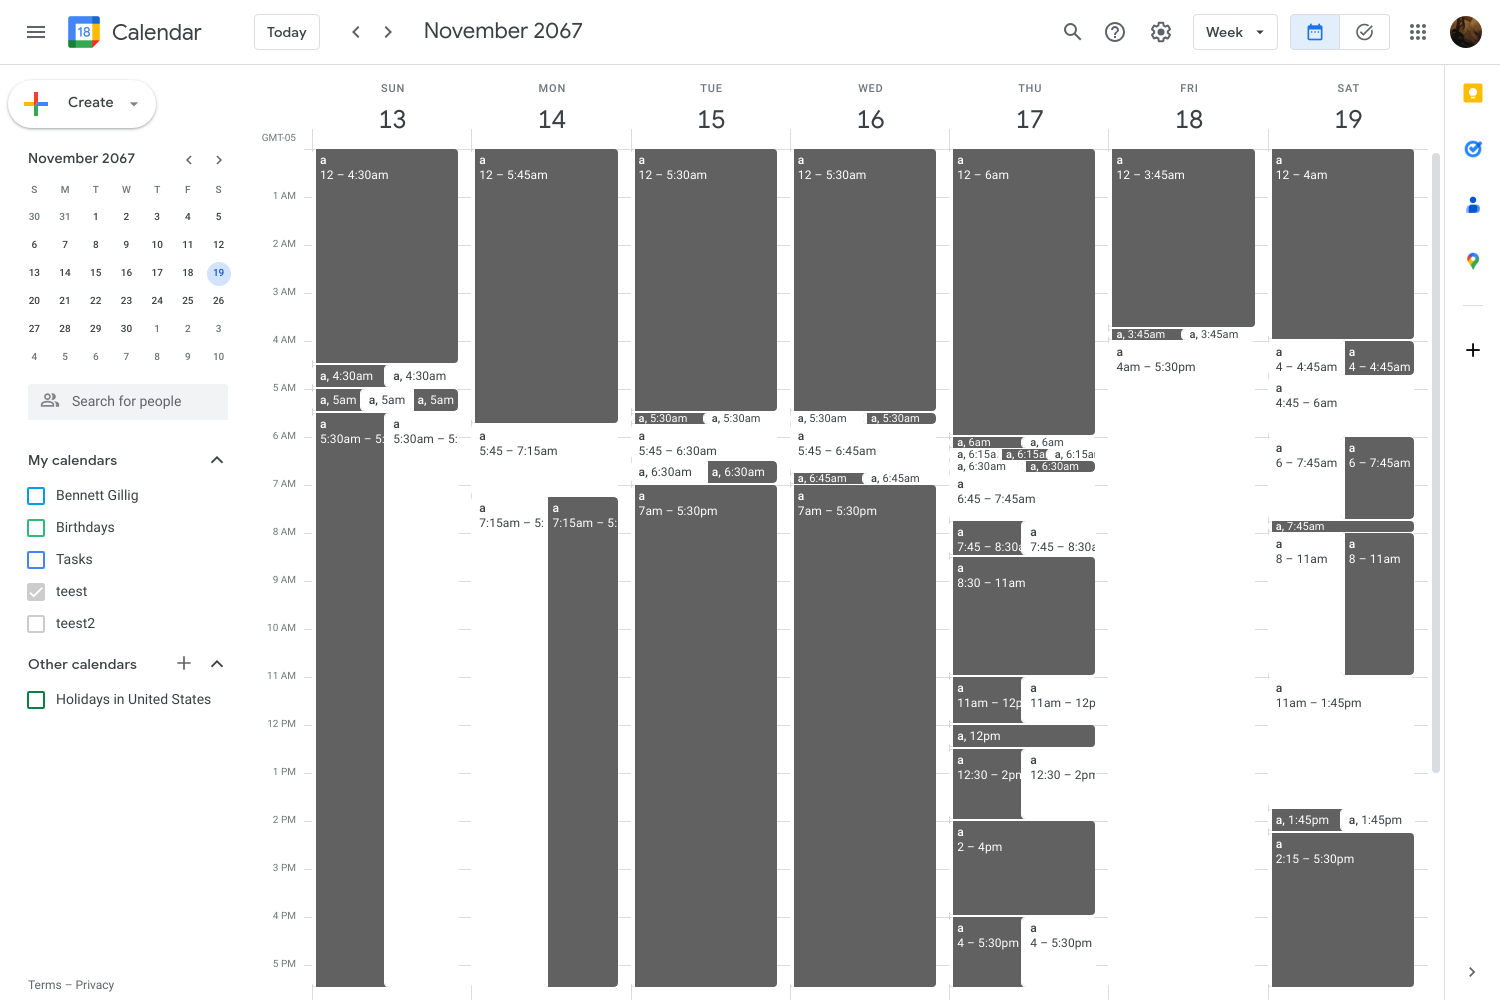 18 Calendar
Today
November 2067
Week
Create
November 2067
S M T W T F S
30 31 1 2 3 4 5
6 7 8 9 10 11 12
13 14 15 16 17 18 19
20 21 22 23 24 25 26
27 28 29 30 1 2 3
4 5 6 7 8 9 10
Search for people
My calendars
Bennett Gillig
Birthdays
Tasks
teest
teest2
Other calendars
Holidays in United States
Terms – Privacy
GMT-05
1 AM
2 AM
3 AM
4 AM
5 AM
6 AM
7 AM
8 AM
9 AM
10 AM
11 AM
12 PM
1 PM
2 PM
3 PM
4 PM
5 PM
SUN
13
a
12 – 4:30am
a, 4:30am
a, 4:30am
a, 5am
a, 5am
a, 5am
a
5:30am – 5:
a
5:30am – 5:
MON
14
a
12 – 5:45am
a
5:45 – 7:15am
a
7:15am – 5:
a
7:15am – 5:
TUE
15
a
12 – 5:30am
a, 5:30am
a, 5:30am
a
5:45 – 6:30am
a, 6:30am
a, 6:30am
a
7am – 5:30pm
WED
16
a
12 – 5:30am
a, 5:30am
a, 5:30am
a
5:45 – 6:45am
a, 6:45am
a, 6:45am
a
7am – 5:30pm
THU
17
a
12 – 6am
a, 6am
a, 6am
a, 6:15a
a, 6:15a
a, 6:15a
a, 6:30am
a, 6:30am
a
6:45 – 7:45am
a
7:45 – 8:30a
a
7:45 – 8:30a
a
8:30 – 11am
a
11am – 12p
a
11am – 12p
a, 12pm
a
12:30 – 2pm
a
12:30 – 2pm
a
2 – 4pm
a
4 – 5:30pm
a
4 – 5:30pm
FRI
18
a
12 – 3:45am
a, 3:45am
a, 3:45am
a
4am – 5:30pm
SAT
19
a
12 – 4am
a
4 – 4:45am
a
4 – 4:45am
a
4:45 – 6am
a
6 – 7:45am
6 – 7:45am
a, 7:45am
a
8 – 11am
a
8 – 11am
a
11am – 1:45pm
a, 1:45pm
a, 1:45pm
a
2:15 – 5:30pm